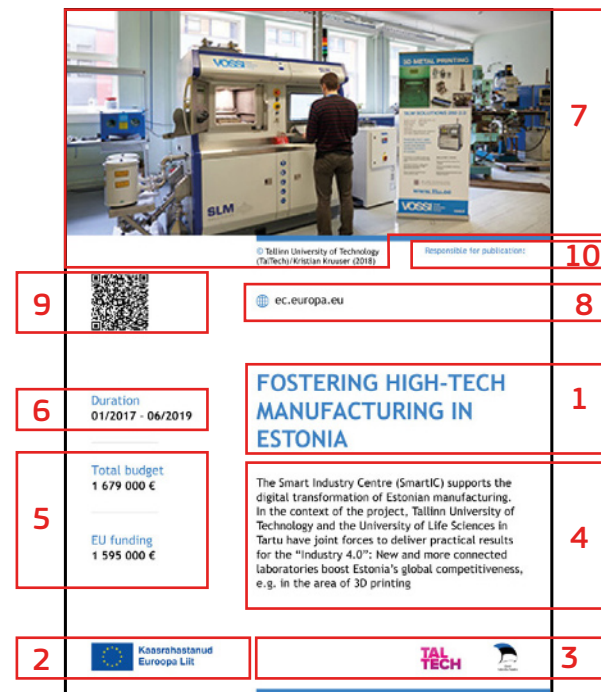 VOSSI
3D METAL PRINTING
SLM SOLUTIONS 280 2.0
SLM
VOSSI
7
© Tallinn University of Technology
(TalTech)/Kristian Kruuser (2018)
Responsible for publication:
10
9
ec.europa.eu
8
6
Duration
01/2017 - 06/2019
FOSTERING HIGH-TECH
MANUFACTURING IN
ESTONIA
1
5
Total budget
1 679 000 €
EU funding
1 595 000 €
The Smart Industry Centre (SmartIC) supports the
digital transformation of Estonian manufacturing.
In the context of the project, Tallinn University of
Technology and the University of Life Sciences in
Tartu have joint forces to deliver practical results
for the “Industry 4.0”: New and more connected
laboratories boost Estonia’s global competitiveness,
e.g. in the area of 3D printing
4
2
Kaasrahastanud
Euroopa Liit
TAL
TECH
3